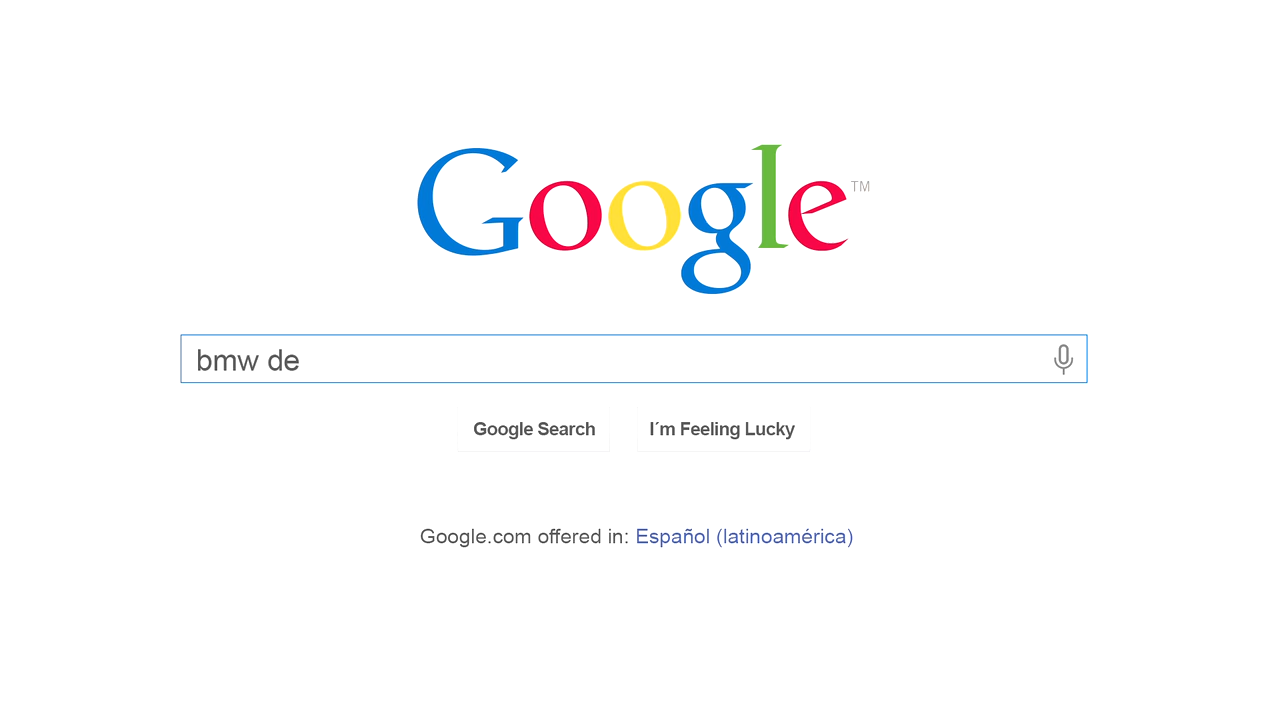 Google™
bmw de
Google Search
I´m Feeling Lucky
Google.com offered in: Español (latinoamérica)